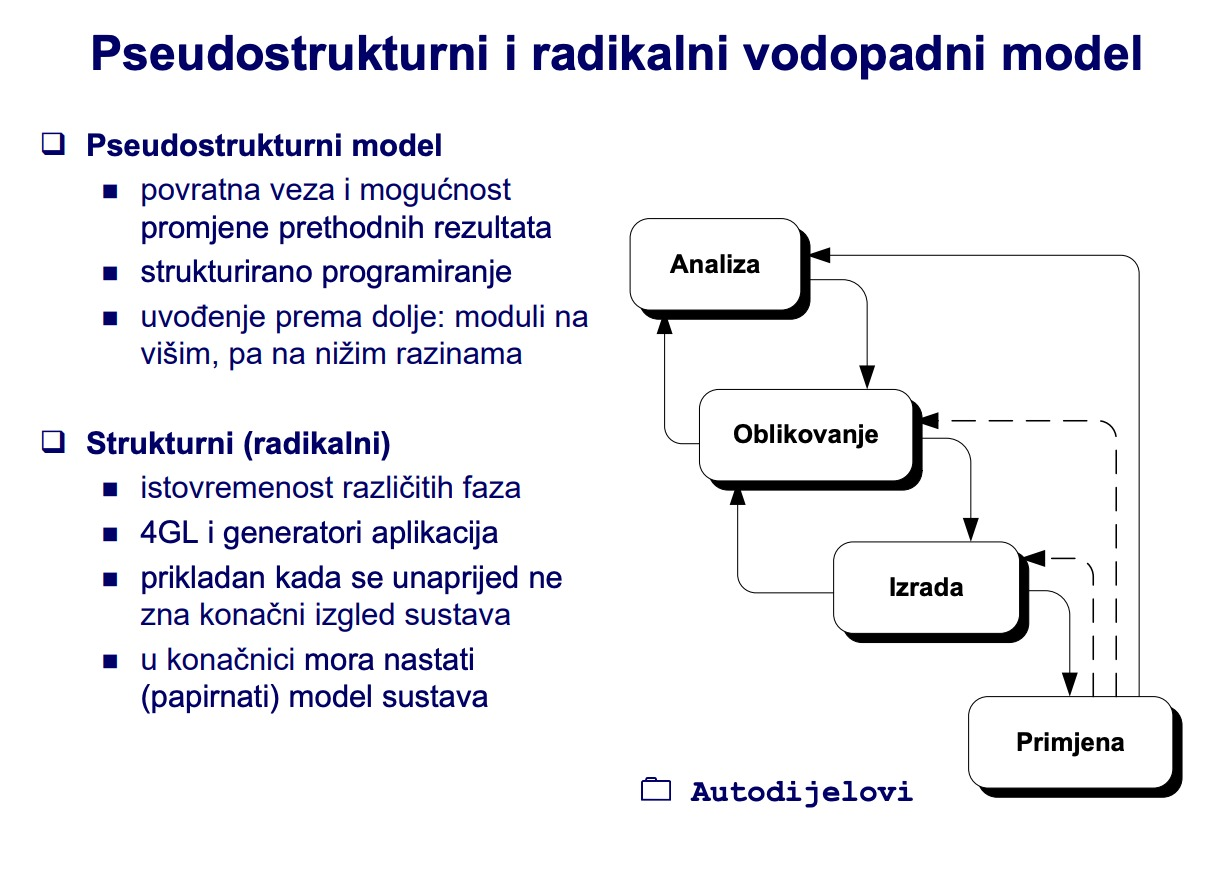 Pseudostrukturni i radikalni vodopadni model
Pseudostrukturni model
povratna veza i mogućnost
promjene prethodnih rezultata
strukturirano programiranje
uvođenje prema dolje: moduli na
višim, pa na nižim razinama
Strukturni (radikalni)
istovremenost različitih faza
4GL i generatori aplikacija
prikladan kada se unaprijed ne
zna konačni izgled sustava
u konačnici mora nastati
(papirnati) model sustava
Analiza
Oblikovanje
Izrada
Primjena
Autodijelovi